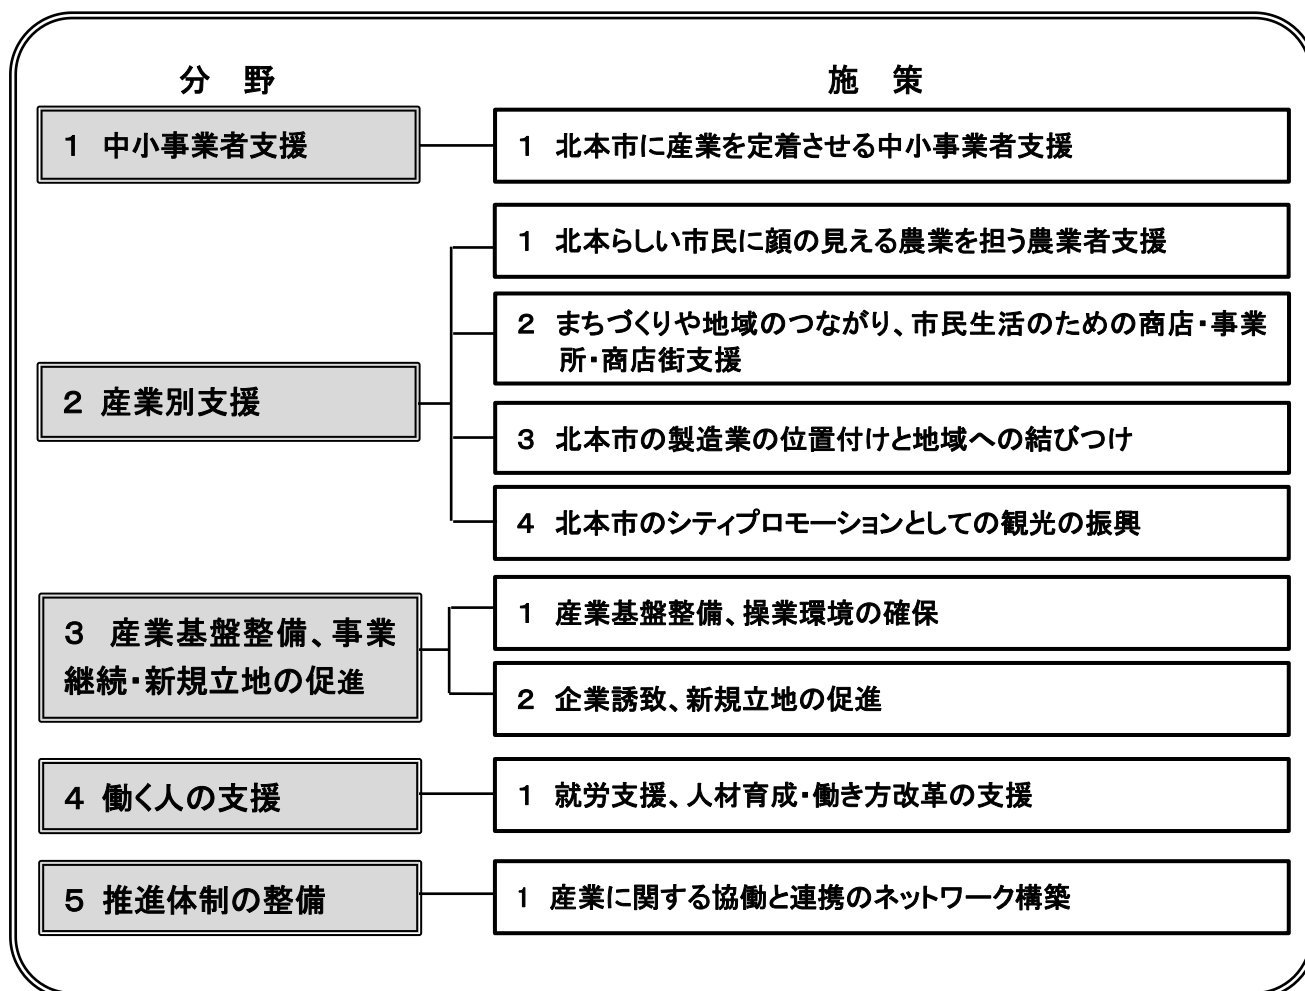 分　野
施　策
１　中小事業者支援
１　北本市に産業を定着させる中小事業者支援
２　産業別支援
１　北本らしい市民に顔の見える農業を担う農業者支援
２　まちづくりや地域のつながり、市民生活のための商店・事業
所・商店街支援
３　北本市の製造業の位置付けと地域への結びつけ
４　北本市のシティプロモーションとしての観光の振興
３　産業基盤整備、事業
継続・新規立地の促進
１　産業基盤整備、操業環境の確保
２　企業誘致、新規立地の促進
４　働く人の支援
１　就労支援、人材育成・働き方改革の支援
５　推進体制の整備
１　産業に関する協働と連携のネットワーク構築